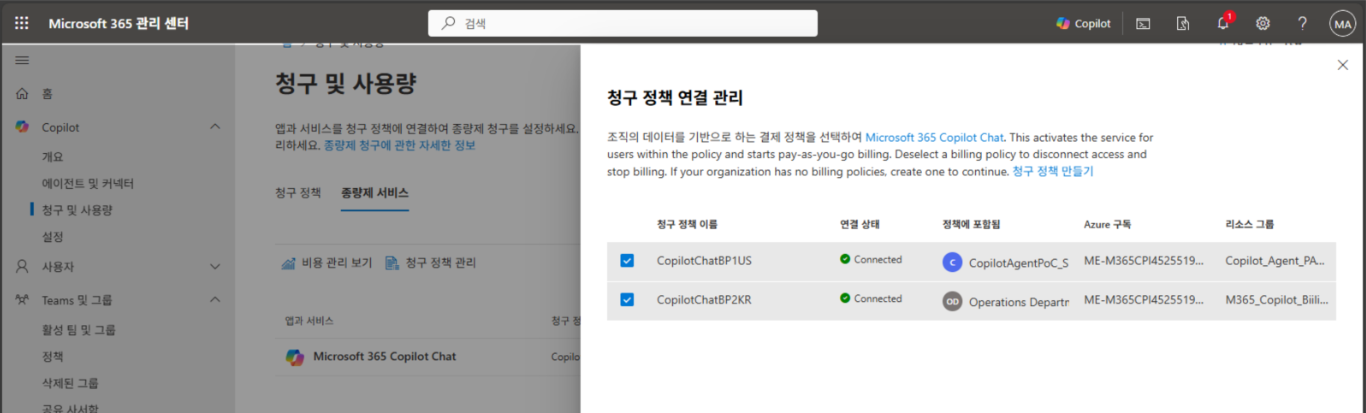 Microsoft 365 관리 센터
검색
Copilot
1
?
MA
홈
Copilot
개요
에이전트 및 커넥터
청구 및 사용량
설정
사용자
Teams 및 그룹
활성 팀 및 그룹
정책
삭제된 그룹
공유 사서함
청구 및 사용량
앱과 서비스를 청구 정책에 연결하여 종량제 청구를 설정하세요.
리하세요. 종량제 청구에 관한 자세한 정보
청구 정책 종량제 서비스
비용 관리 보기 청구 정책 관리
앱과 서비스 청구 정
Microsoft 365 Copilot Chat Copilo
청구 정책 연결 관리
조직의 데이터를 기반으로 하는 결제 정책을 선택하여 Microsoft 365 Copilot Chat. This activates the service for
users within the policy and starts pay-as-you-go billing. Deselect a billing policy to disconnect access and
stop billing. If your organization has no billing policies, create one to continue. 청구 정책 만들기
청구 정책 이름 연결 상태 정책에 포함됨 Azure 구독 리소스 그룹
CopilotChatBP1US Connected C CopilotAgentPoC_S ME-M365CPI4525519... Copilot_Agent_PA...
CopilotChatBP2KR Connected OD Operations Departm ME-M365CPI4525519... M365_Copilot_Biili...